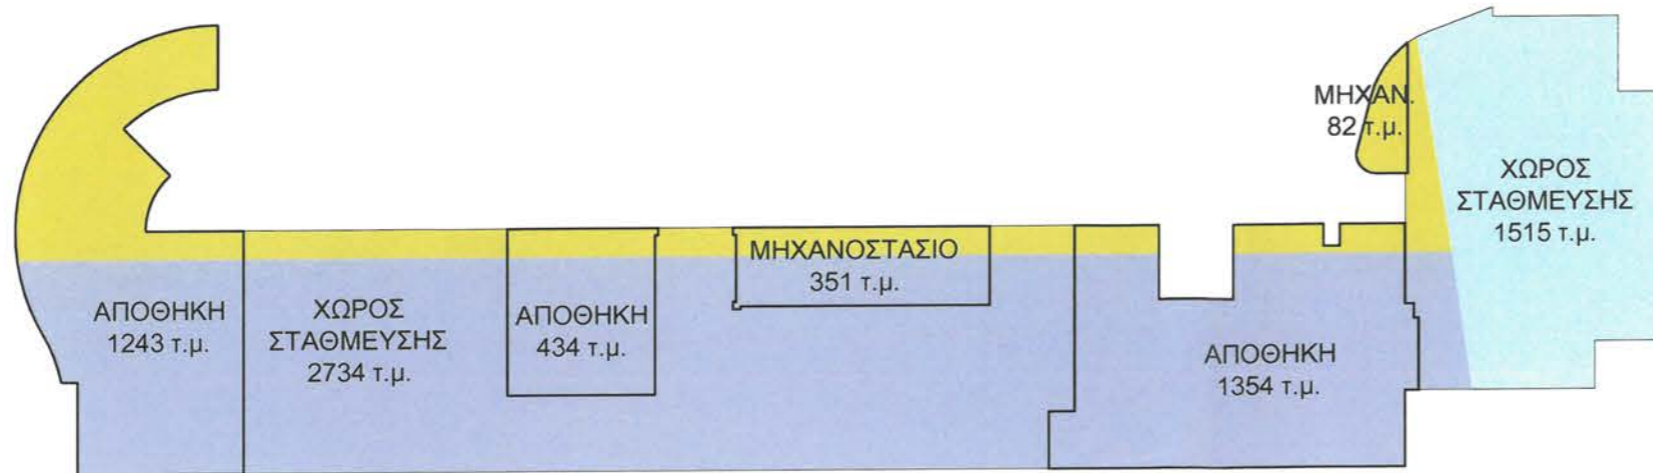 ΜΗΧΑΝ.
82 τ.μ.
ΧΩΡΟΣ
ΣΤΑΘΜΕΥΣΗΣ
1515 τ.μ.
ΜΗΧΑΝΟΣΤΑΣΙΟ
351 τ.μ.
ΑΠΟΘΗΚΗ
1243 τ.μ.
ΧΩΡΟΣ
ΣΤΑΘΜΕΥΣΗΣ
2734 τ.μ.
ΑΠΟΘΗΚΗ
434 τ.μ.
ΑΠΟΘΗΚΗ
1354 τ.μ.